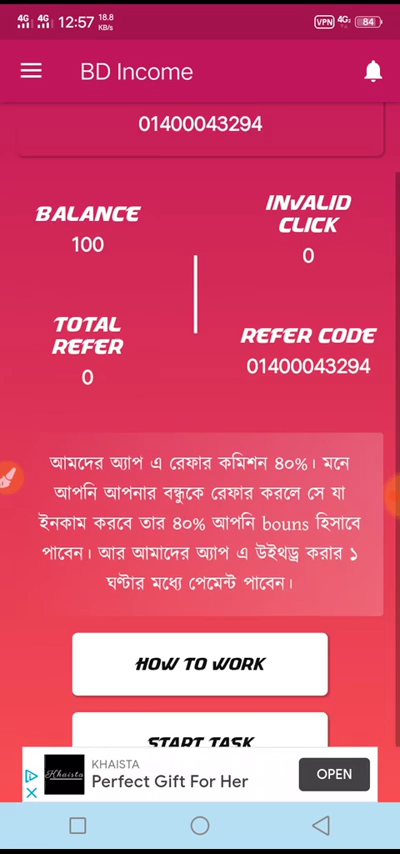 4G 4G 12:57 18.8 KB/s VPN 4G 84
BD Income
01400043294
BALANCE
100
INVALID
CLICK
0
TOTAL
REFER
0
REFER CODE
01400043294
আমদের অ্যাপ এ রেফার কমিশন ৪০%। মনে
আপনি আপনার বন্ধুকে রেফার করলে সে যা
ইনকাম করবে তার ৪০% আপনি bouns হিসাবে
পাবেন। আর আমাদের অ্যাপ এ উইথড্র করার ১
ঘণ্টার মধ্যে পেমেন্ট পাবেন।
HOW TO WORK
START TASK
Khaista
KHAISTA
Perfect Gift For Her
OPEN